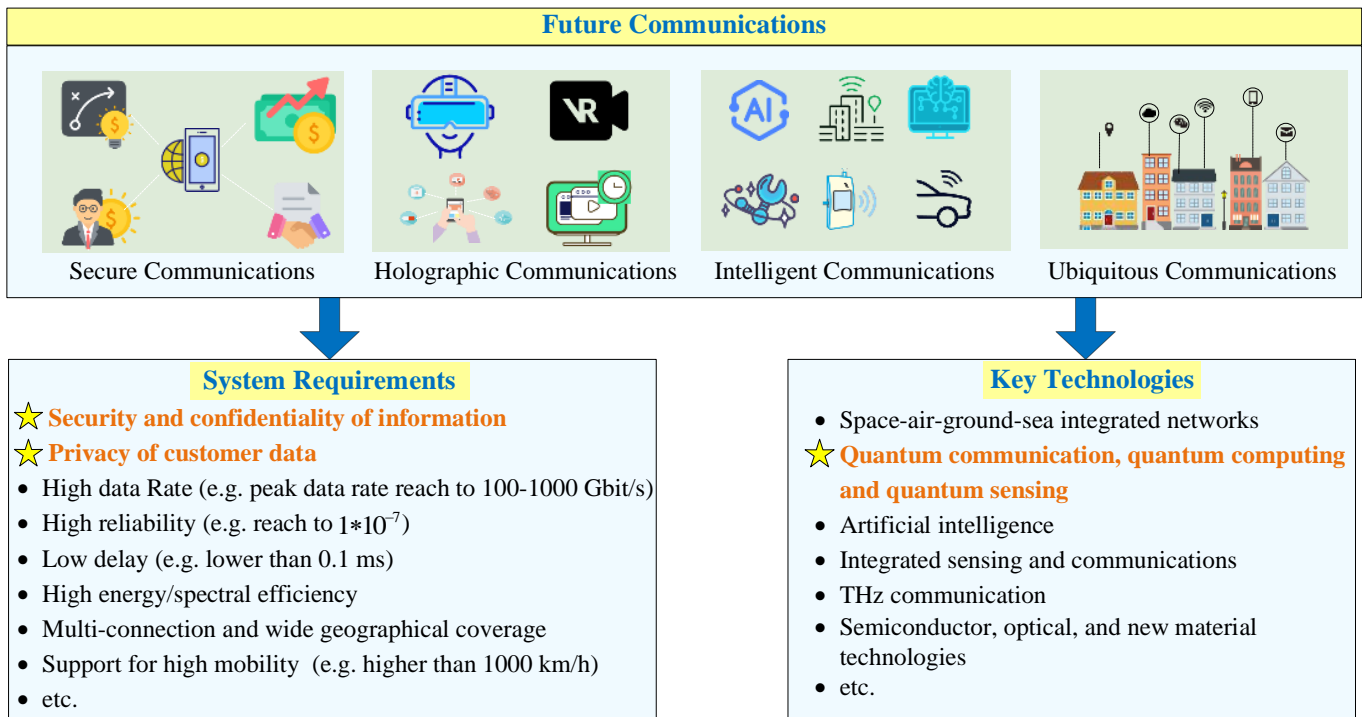 Future Communications
VR
AI
Secure Communications
Holographic Communications
Intelligent Communications
Ubiquitous Communications
System Requirements
Security and confidentiality of information
Privacy of customer data
• High data Rate (e.g. peak data rate reach to 100-1000 Gbit/s)
• High reliability (e.g. reach to 1*10⁻⁷)
• Low delay (e.g. lower than 0.1 ms)
• High energy/spectral efficiency
• Multi-connection and wide geographical coverage
• Support for high mobility (e.g. higher than 1000 km/h)
• etc.
Key Technologies
• Space-air-ground-sea integrated networks
Quantum communication, quantum computing
and quantum sensing
• Artificial intelligence
• Integrated sensing and communications
• THz communication
• Semiconductor, optical, and new material
technologies
• etc.